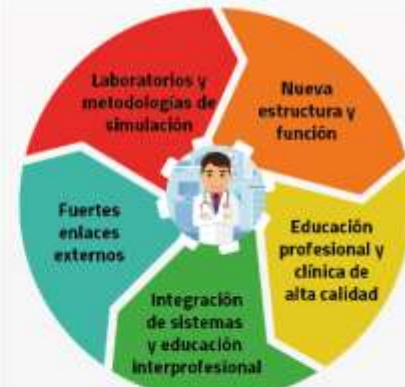 Laboratorios y
metodologías de
simulación
Nueva
estructura y
función
Educación
profesional y
clínica de
alta calidad
Integración
de sistemas
y educación
interprofesional
Fuertes
enlaces
externos